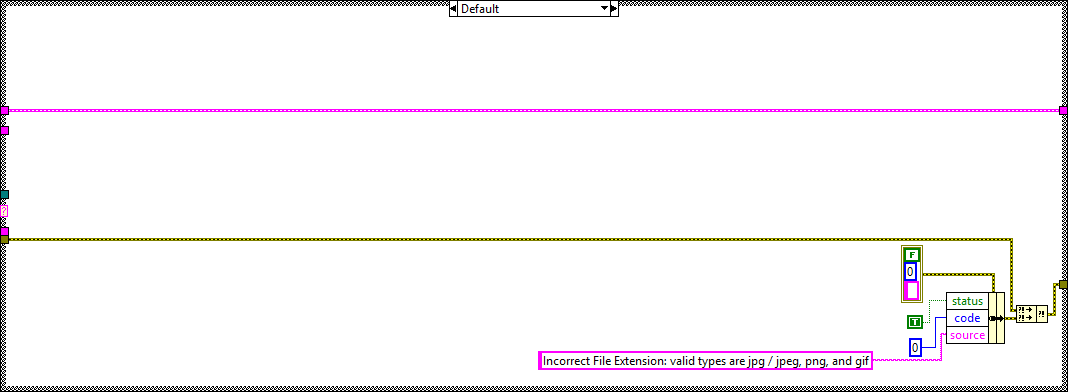 Default
?
F
0
status
T
code
?! ?! ?!
0
source
Incorrect File Extension: valid types are jpg / jpeg, png, and gif